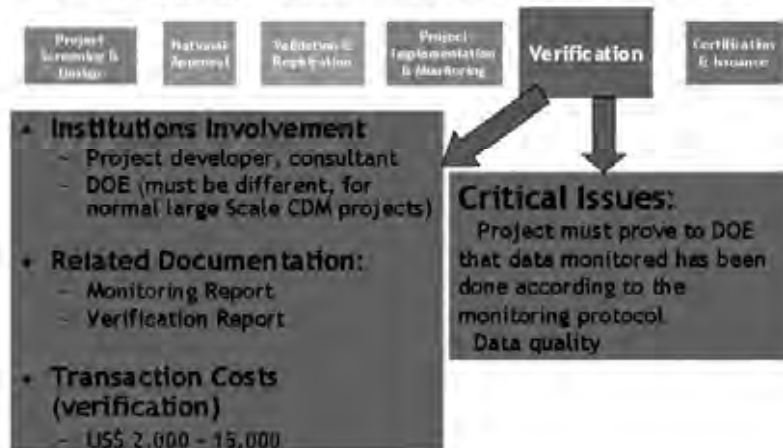 Project
Screening &
Design
National
Approval
Validation &
Registration
Project
Implementation
& Monitoring
Verification
Certification
& Issuance
• Institutions Involvement
– Project developer, consultant
– DOE (must be different, for
normal large Scale CDM projects)
• Related Documentation:
– Monitoring Report
– Verification Report
• Transaction Costs
(verification)
– US$ 2,000 – 15,000
Critical Issues:
Project must prove to DOE
that data monitored has been
done according to the
monitoring protocol
Data quality